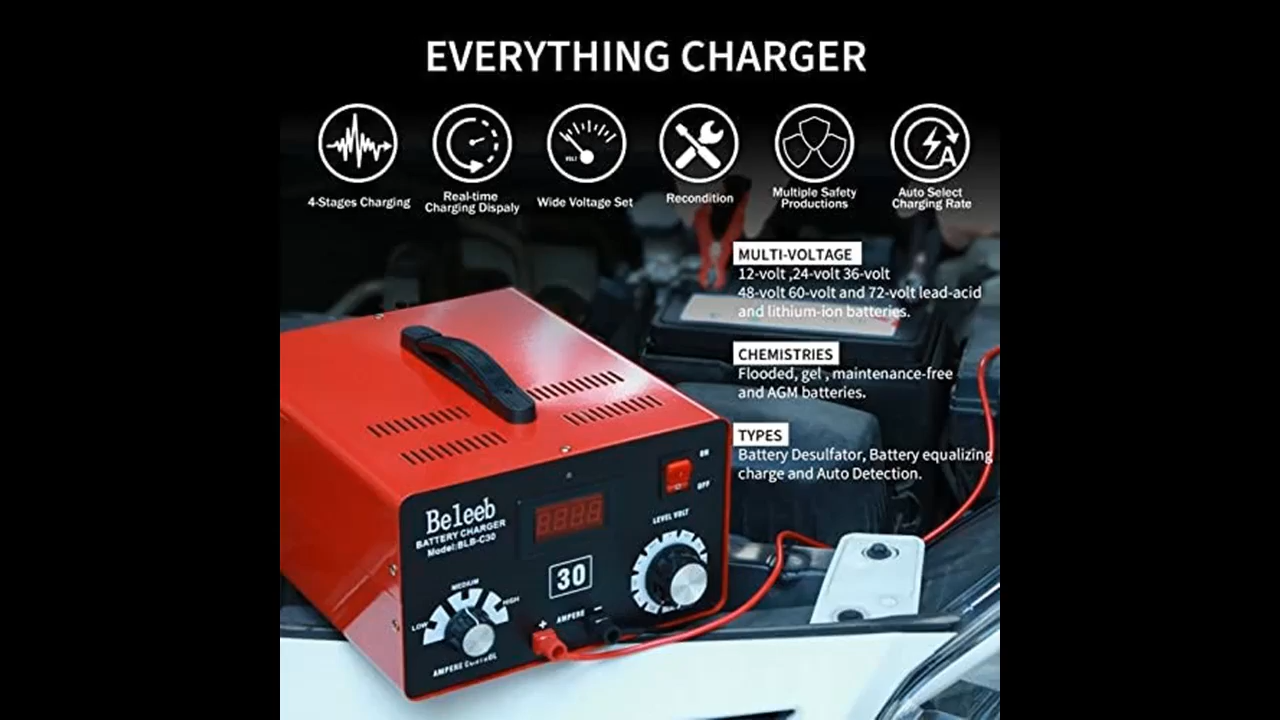 EVERYTHING CHARGER
VOLT
A
4-Stages Charging
Real-time
Charging Dispaly
Wide Voltage Set
Recondition
Multiple Safety
Productions
Auto Select
Charging Rate
MULTI-VOLTAGE
12-volt ,24-volt 36-volt
48-volt 60-volt and 72-volt lead-acid
and lithium-ion batteries.
CHEMISTRIES
Flooded, gel , maintenance-free
and AGM batteries.
TYPES
Battery Desulfator, Battery equalizing
charge and Auto Detection.
ON
OFF
Beleeb
BATTERY CHARGER
Model:BLB-C30
LEVEL VOLT
30
LOW
MEDIUM
HIGH
+ AMPERE −
AMPERE CONTROL